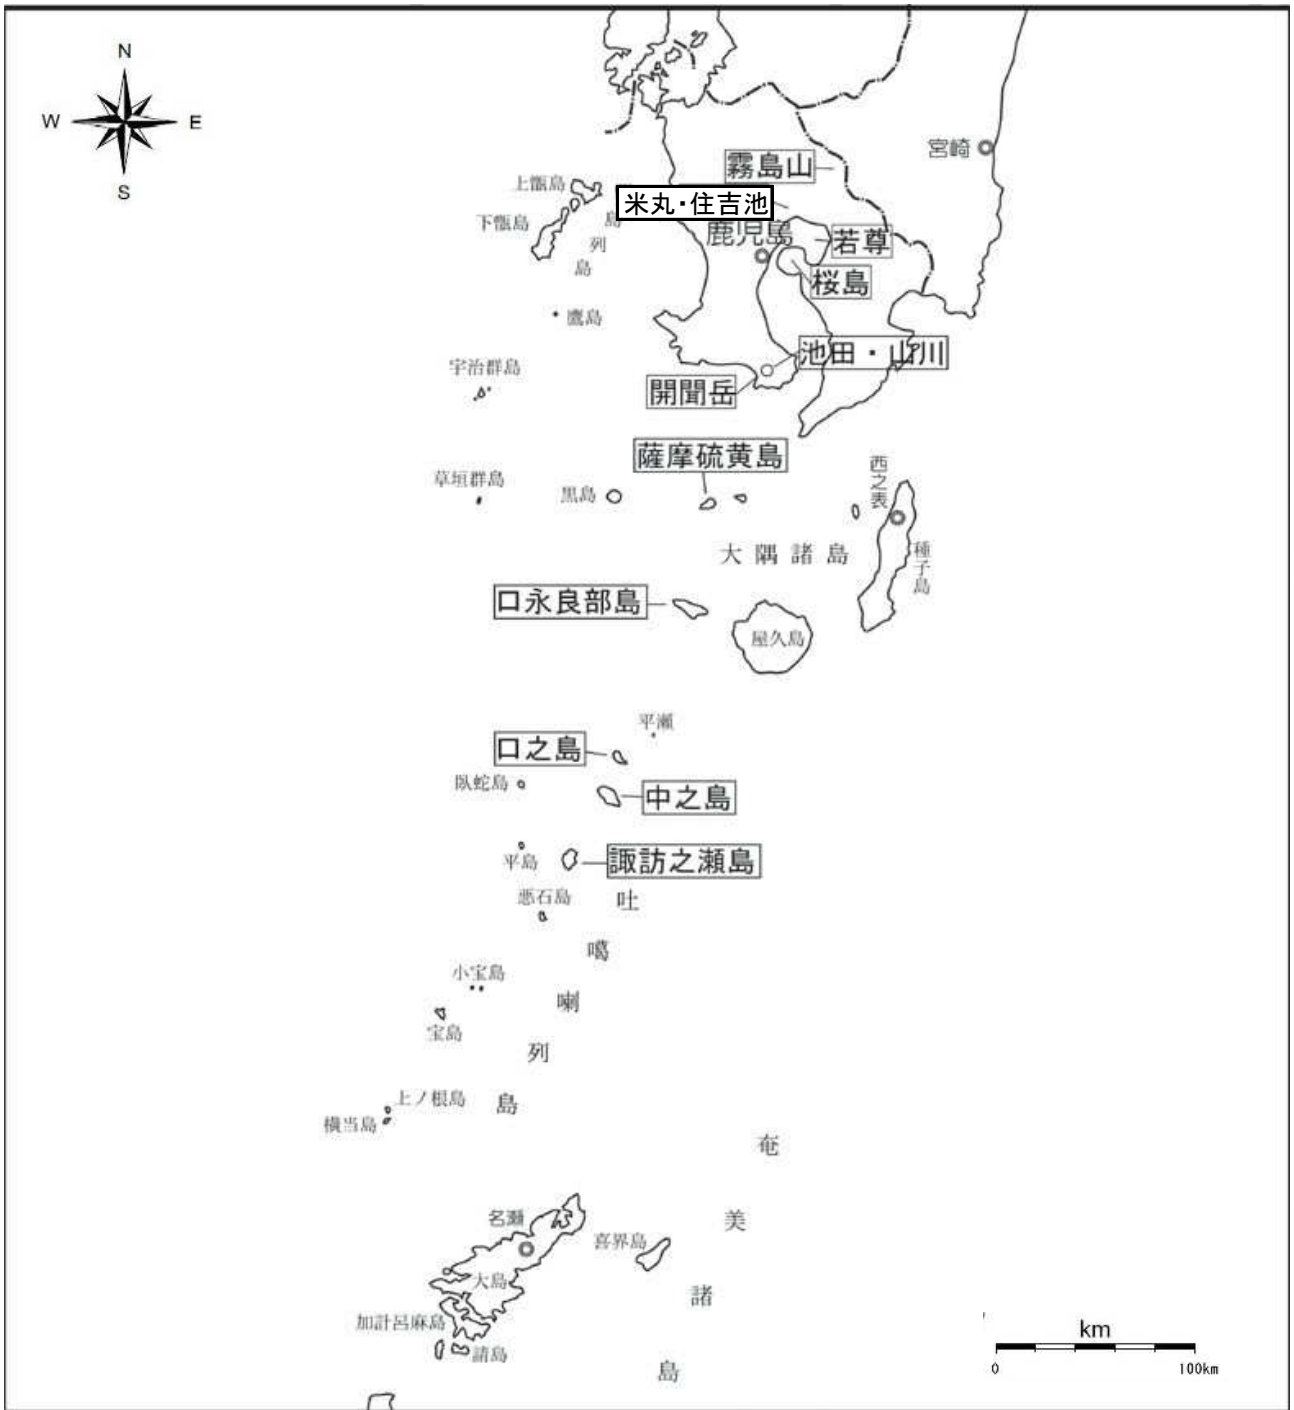 N
W
E
S
宮崎
霧島山
上甑島
米丸・住吉池
下甑島
島
列
島
鹿児島
若尊
桜島
鷹島
池田・山川
宇治群島
開聞岳
薩摩硫黄島
西之表
草垣群島
黒島
大隅諸島
種子島
口永良部島
屋久島
平瀬
口之島
臥蛇島
中之島
平島
諏訪之瀬島
悪石島
吐
噶
喇
列
島
小宝島
宝島
上ノ根島
横当島
奄
美
諸
島
名瀬
喜界島
大島
加計呂麻島
請島
km
0
100km